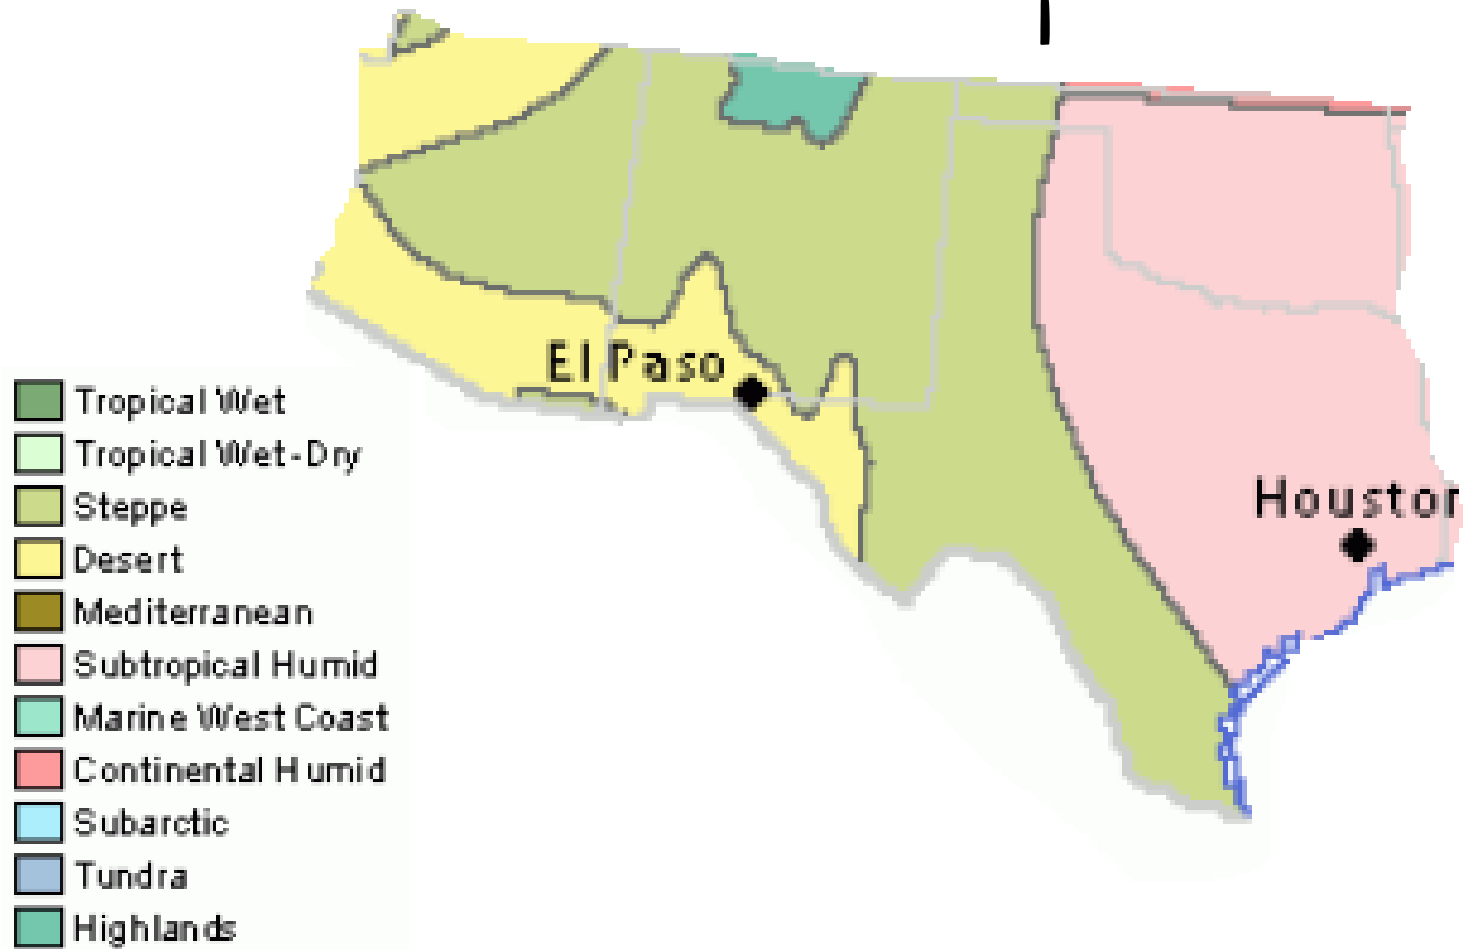 El Paso
Houston
Tropical Wet
Tropical Wet-Dry
Steppe
Desert
Mediterranean
Subtropical Humid
Marine West Coast
Continental Humid
Subarctic
Tundra
Highlands